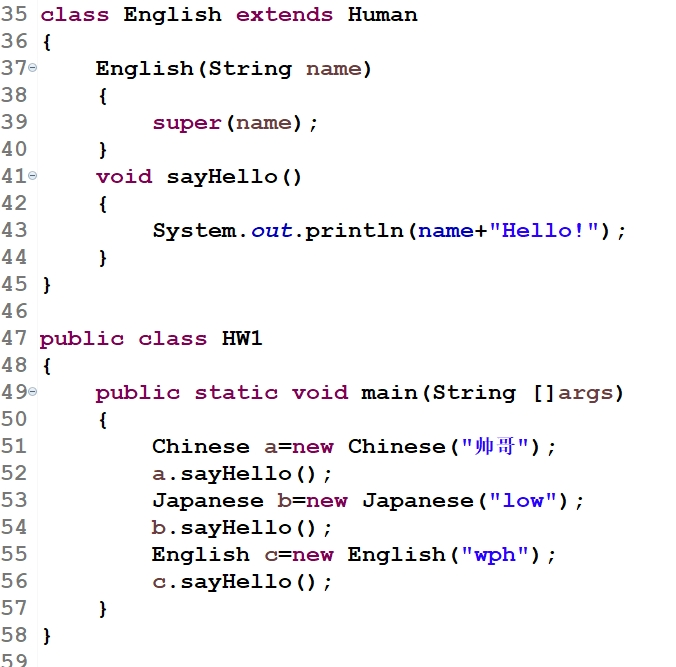 35 class English extends Human
36 {
37 English(String name)
38 {
39 super(name);
40 }
41 void sayHello()
42 {
43 System.out.println(name+"Hello!");
44 }
45 }
46
47 public class HW1
48 {
49 public static void main(String []args)
50 {
51 Chinese a=new Chinese("帅哥");
52 a.sayHello();
53 Japanese b=new Japanese("low");
54 b.sayHello();
55 English c=new English("wph");
56 c.sayHello();
57 }
58 }
59